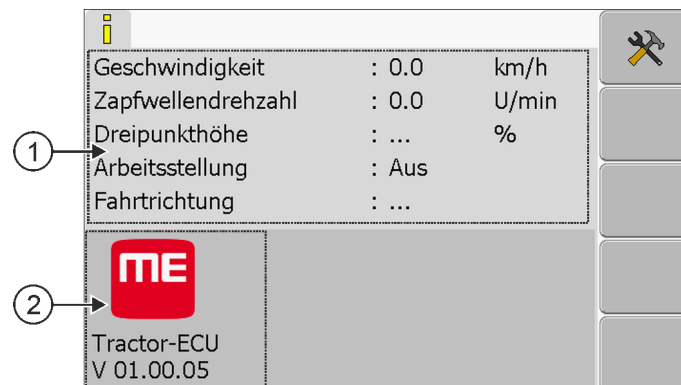 Geschwindigkeit : 0.0 km/h
Zapfwellendrehzahl : 0.0 U/min
Dreipunkthöhe : ... %
1
Arbeitsstellung : Aus
Fahrtrichtung : ...
mE
2
Tractor-ECU
V 01.00.05